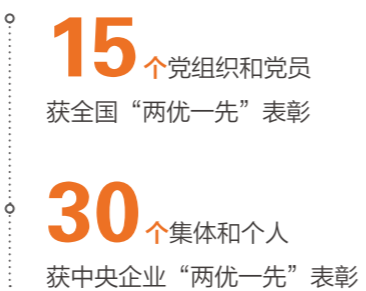 15个党组织和党员
获全国“两优一先”表彰
30个集体和个人
获中央企业“两优一先”表彰